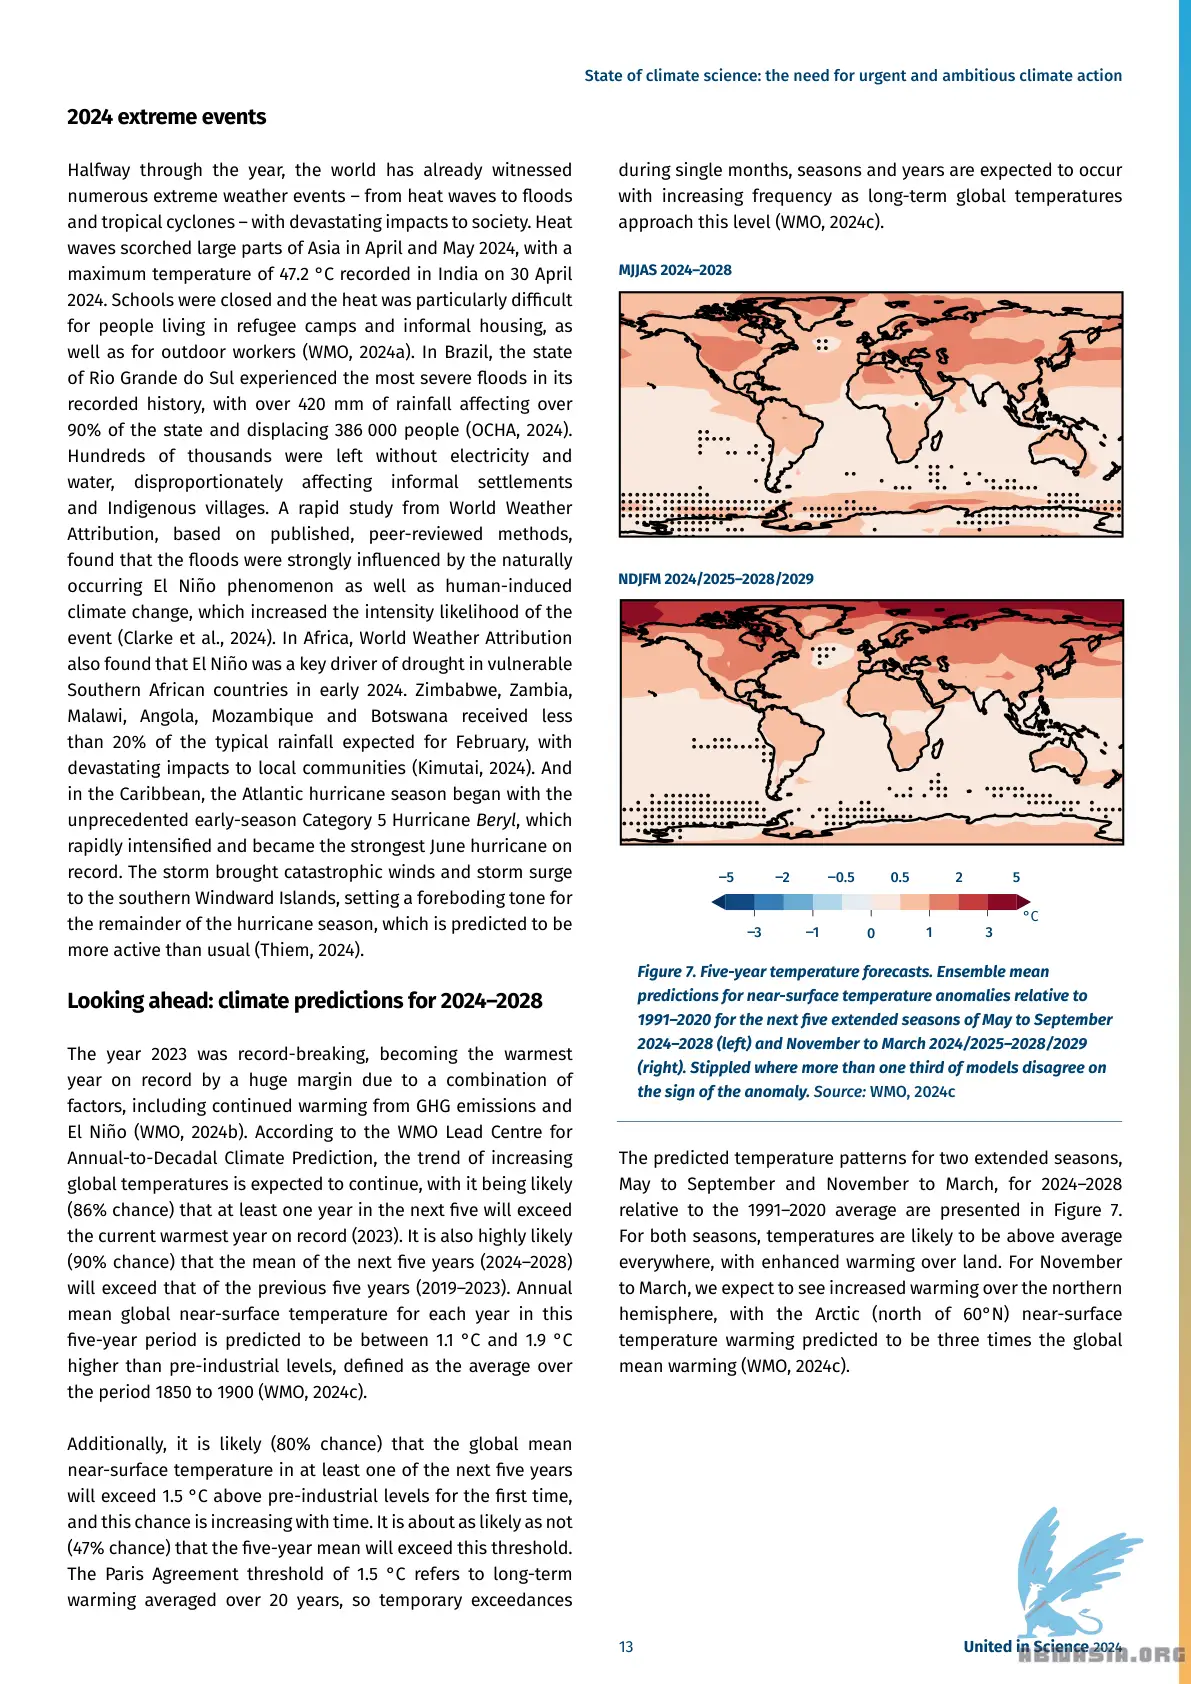 State of climate science: the need for urgent and ambitious climate action
2024 extreme events
Halfway through the year, the world has already witnessed
numerous extreme weather events – from heat waves to floods
and tropical cyclones – with devastating impacts to society. Heat
waves scorched large parts of Asia in April and May 2024, with a
maximum temperature of 47.2 °C recorded in India on 30 April
2024. Schools were closed and the heat was particularly difficult
for people living in refugee camps and informal housing, as
well as for outdoor workers (WMO, 2024a). In Brazil, the state
of Rio Grande do Sul experienced the most severe floods in its
recorded history, with over 420 mm of rainfall affecting over
90% of the state and displacing 386 000 people (OCHA, 2024).
Hundreds of thousands were left without electricity and
water, disproportionately affecting informal settlements
and Indigenous villages. A rapid study from World Weather
Attribution, based on published, peer-reviewed methods,
found that the floods were strongly influenced by the naturally
occurring El Niño phenomenon as well as human-induced
climate change, which increased the intensity likelihood of the
event (Clarke et al., 2024). In Africa, World Weather Attribution
also found that El Niño was a key driver of drought in vulnerable
Southern African countries in early 2024. Zimbabwe, Zambia,
Malawi, Angola, Mozambique and Botswana received less
than 20% of the typical rainfall expected for February, with
devastating impacts to local communities (Kimutai, 2024). And
in the Caribbean, the Atlantic hurricane season began with the
unprecedented early-season Category 5 Hurricane Beryl, which
rapidly intensified and became the strongest June hurricane on
record. The storm brought catastrophic winds and storm surge
to the southern Windward Islands, setting a foreboding tone for
the remainder of the hurricane season, which is predicted to be
more active than usual (Thiem, 2024).
Looking ahead: climate predictions for 2024–2028
The year 2023 was record-breaking, becoming the warmest
year on record by a huge margin due to a combination of
factors, including continued warming from GHG emissions and
El Niño (WMO, 2024b). According to the WMO Lead Centre for
Annual-to-Decadal Climate Prediction, the trend of increasing
global temperatures is expected to continue, with it being likely
(86% chance) that at least one year in the next five will exceed
the current warmest year on record (2023). It is also highly likely
(90% chance) that the mean of the next five years (2024–2028)
will exceed that of the previous five years (2019–2023). Annual
mean global near-surface temperature for each year in this
five-year period is predicted to be between 1.1 °C and 1.9 °C
higher than pre-industrial levels, defined as the average over
the period 1850 to 1900 (WMO, 2024c).
Additionally, it is likely (80% chance) that the global mean
near-surface temperature in at least one of the next five years
will exceed 1.5 °C above pre-industrial levels for the first time,
and this chance is increasing with time. It is about as likely as not
(47% chance) that the five-year mean will exceed this threshold.
The Paris Agreement threshold of 1.5 °C refers to long-term
warming averaged over 20 years, so temporary exceedances
during single months, seasons and years are expected to occur
with increasing frequency as long-term global temperatures
approach this level (WMO, 2024c).
MJJAS 2024–2028
NDJFM 2024/2025–2028/2029
–5 –2 –0.5 0.5 2 5
°C
–3 –1 0 1 3
Figure 7. Five-year temperature forecasts. Ensemble mean
predictions for near-surface temperature anomalies relative to
1991–2020 for the next five extended seasons of May to September
2024–2028 (left) and November to March 2024/2025–2028/2029
(right). Stippled where more than one third of models disagree on
the sign of the anomaly. Source: WMO, 2024c
The predicted temperature patterns for two extended seasons,
May to September and November to March, for 2024–2028
relative to the 1991–2020 average are presented in Figure 7.
For both seasons, temperatures are likely to be above average
everywhere, with enhanced warming over land. For November
to March, we expect to see increased warming over the northern
hemisphere, with the Arctic (north of 60°N) near-surface
temperature warming predicted to be three times the global
mean warming (WMO, 2024c).
13
United in Science 2024
ABNASIA.ORG